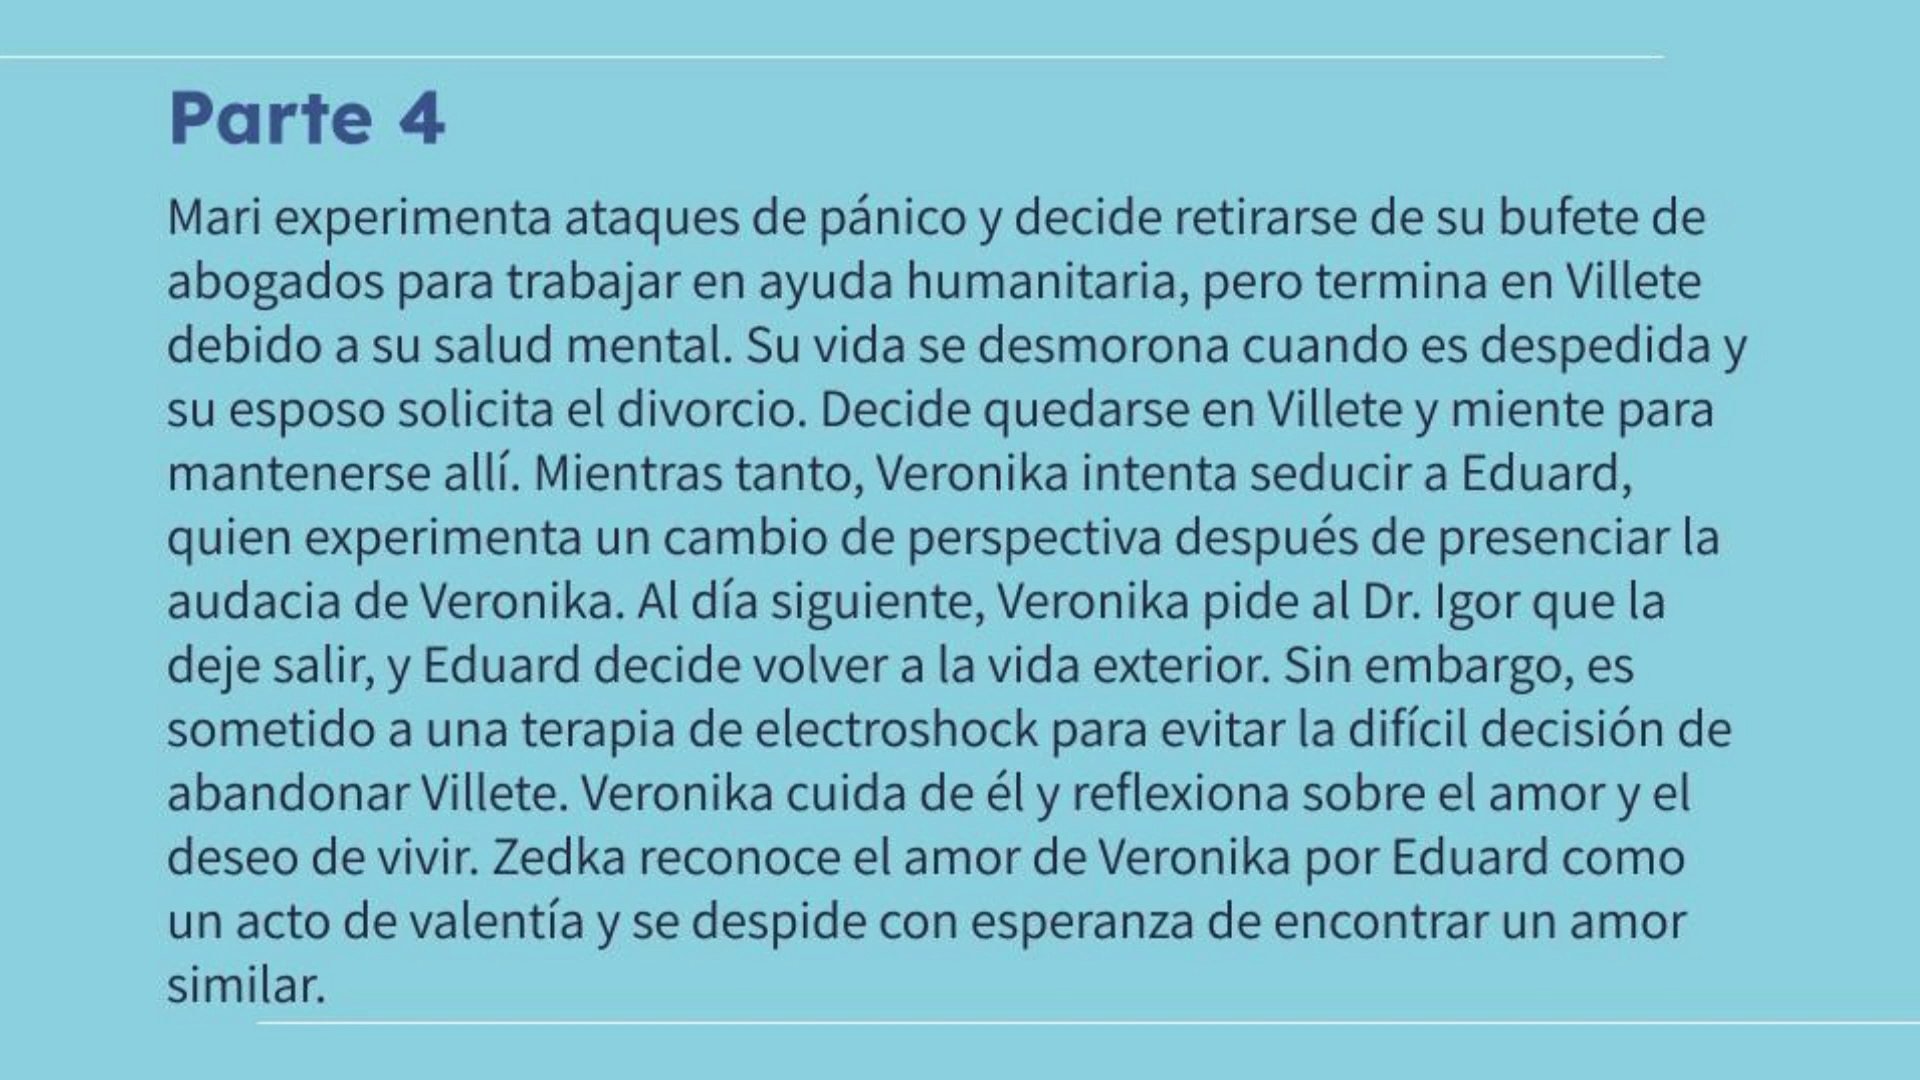 Parte 4
Mari experimenta ataques de pánico y decide retirarse de su bufete de
abogados para trabajar en ayuda humanitaria, pero termina en Villete
debido a su salud mental. Su vida se desmorona cuando es despedida y
su esposo solicita el divorcio. Decide quedarse en Villete y miente para
mantenerse allí. Mientras tanto, Veronika intenta seducir a Eduard,
quien experimenta un cambio de perspectiva después de presenciar la
audacia de Veronika. Al día siguiente, Veronika pide al Dr. Igor que la
deje salir, y Eduard decide volver a la vida exterior. Sin embargo, es
sometido a una terapia de electroshock para evitar la difícil decisión de
abandonar Villete. Veronika cuida de él y reflexiona sobre el amor y el
deseo de vivir. Zedka reconoce el amor de Veronika por Eduard como
un acto de valentía y se despide con esperanza de encontrar un amor
similar.